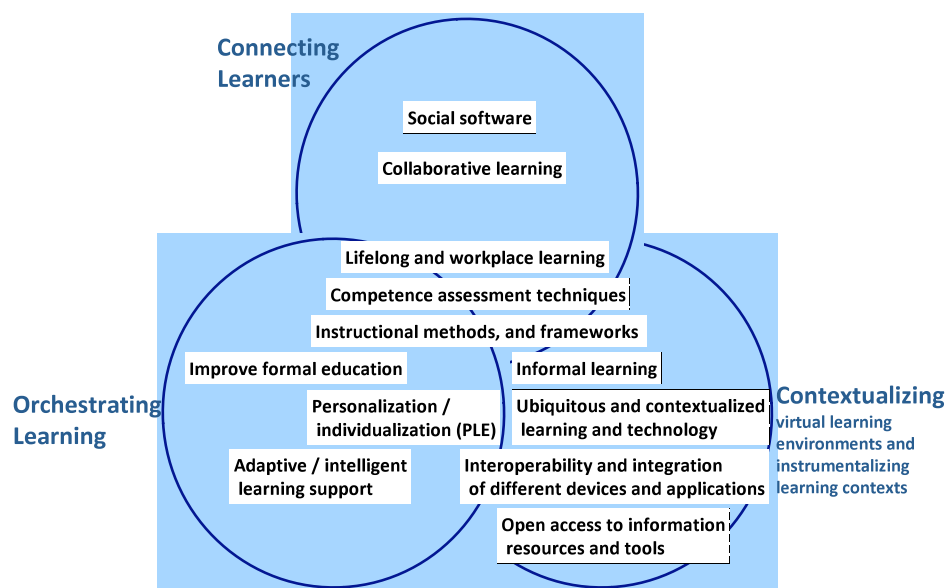 Connecting
Learners
Social software
Collaborative learning
Lifelong and workplace learning
Competence assessment techniques
Instructional methods, and frameworks
Improve formal education
Informal learning
Orchestrating
Learning
Personalization /
individualization (PLE)
Ubiquitous and contextualized
learning and technology
Contextualizing
virtual learning
environments and
instrumentalizing
learning contexts
Adaptive / intelligent
learning support
Interoperability and integration
of different devices and applications
Open access to information
resources and tools